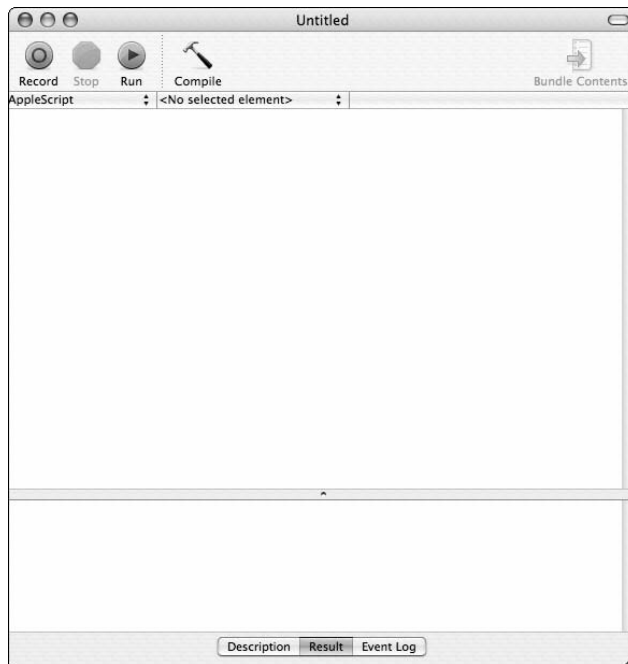 Untitled
Record Stop Run Compile Bundle Contents
AppleScript <No selected element>
Description Result Event Log